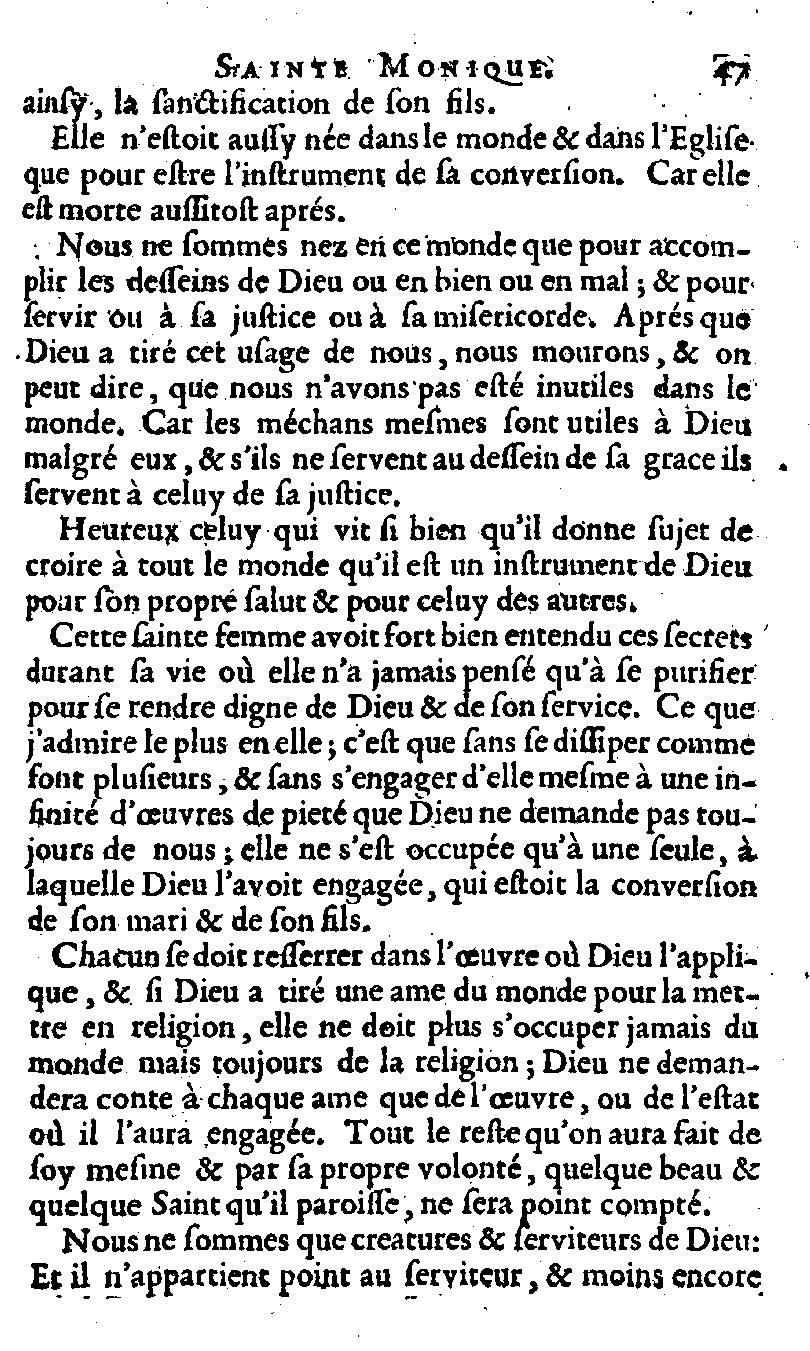 SAINTE MONIQUE. 47
ainſy, la ſanctification de ſon fils.
Elle n'eſtoit auſſy née dans le monde & dans l'Egliſe
que pour eſtre l'inſtrument de ſa converſion. Car elle
eſt morte auſſitoſt aprés.
Nous ne ſommes nez en ce monde que pour accom-
plir les deſſeins de Dieu ou en bien ou en mal ; & pour
ſervir ou à ſa juſtice ou à ſa miſericorde. Aprés que
Dieu a tiré cet uſage de nous, nous mourons, & on
peut dire, que nous n'avons pas eſté inutiles dans le
monde. Car les méchans meſmes ſont utiles à Dieu
malgré eux, & s'ils ne ſervent au deſſein de ſa grace ils
ſervent à celuy de ſa juſtice.
Heureux celuy qui vit ſi bien qu'il donne ſujet de
croire à tout le monde qu'il eſt un inſtrument de Dieu
pour ſon propre ſalut & pour celuy des autres.
Cette ſainte femme avoit fort bien entendu ces ſecrets
durant ſa vie où elle n'a jamais penſé qu'à ſe purifier
pour ſe rendre digne de Dieu & de ſon ſervice. Ce que
j'admire le plus en elle ; c'eſt que ſans ſe diſſiper comme
font pluſieurs, & ſans s'engager d'elle meſme à une in-
finité d'œuvres de pieté que Dieu ne demande pas tou-
jours de nous ; elle ne s'eſt occupée qu'à une ſeule, à
laquelle Dieu l'avoit engagée, qui eſtoit la converſion
de ſon mari & de ſon fils.
Chacun ſe doit reſſerrer dans l'œuvre où Dieu l'appli-
que, & ſi Dieu a tiré une ame du monde pour la met-
tre en religion, elle ne doit plus s'occuper jamais du
monde mais toujours de la religion ; Dieu ne deman-
dera conte à chaque ame que de l'œuvre, ou de l'eſtat
où il l'aura engagée. Tout le reſte qu'on aura fait de
ſoy meſme & par ſa propre volonté, quelque beau &
quelque Saint qu'il paroiſſe, ne ſera point compté.
Nous ne ſommes que creatures & ſerviteurs de Dieu:
Et il n'appartient point au ſerviteur, & moins encore